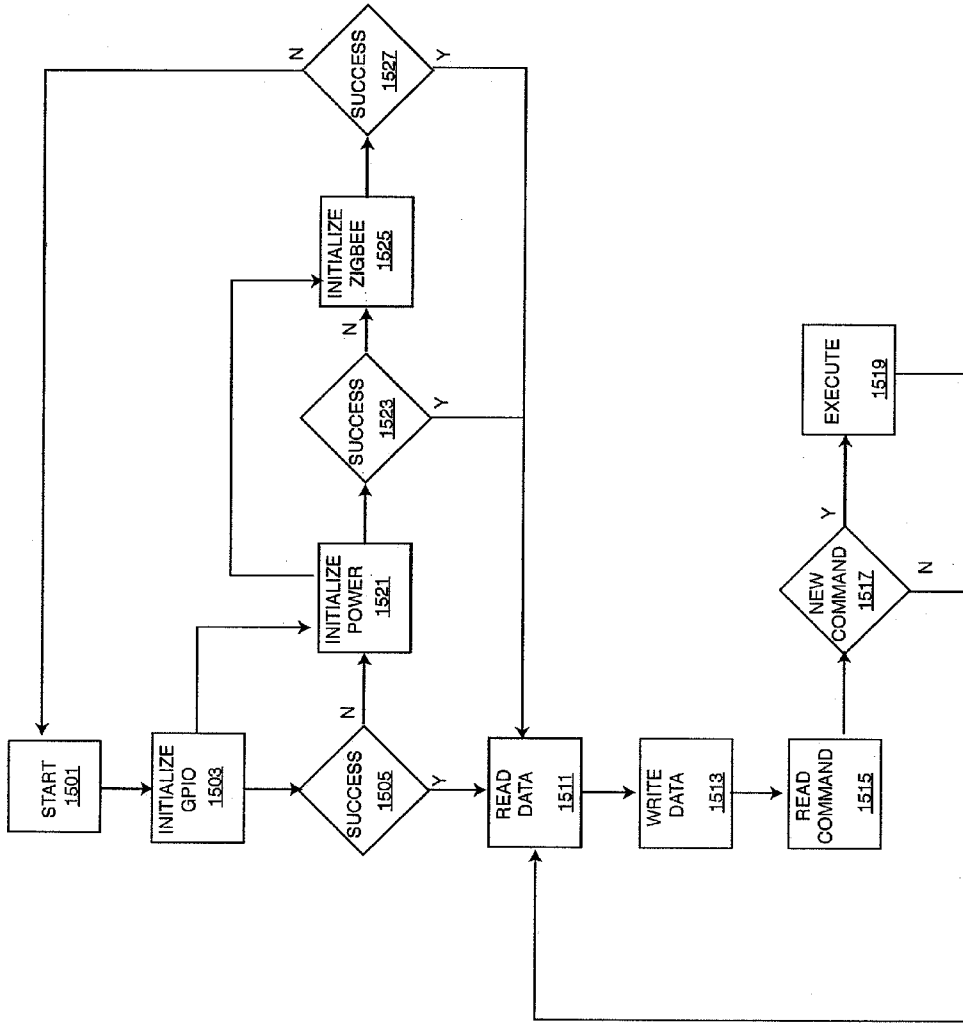 START
1501
INITIALIZE
GPIO
1503
SUCCESS
1505
N
Y
INITIALIZE
POWER
1521
SUCCESS
1523
N
Y
INITIALIZE
ZIGBEE
1525
SUCCESS
1527
N
Y
READ
DATA
1511
WRITE
DATA
1513
READ
COMMAND
1515
NEW
COMMAND
1517
Y
N
EXECUTE
1519